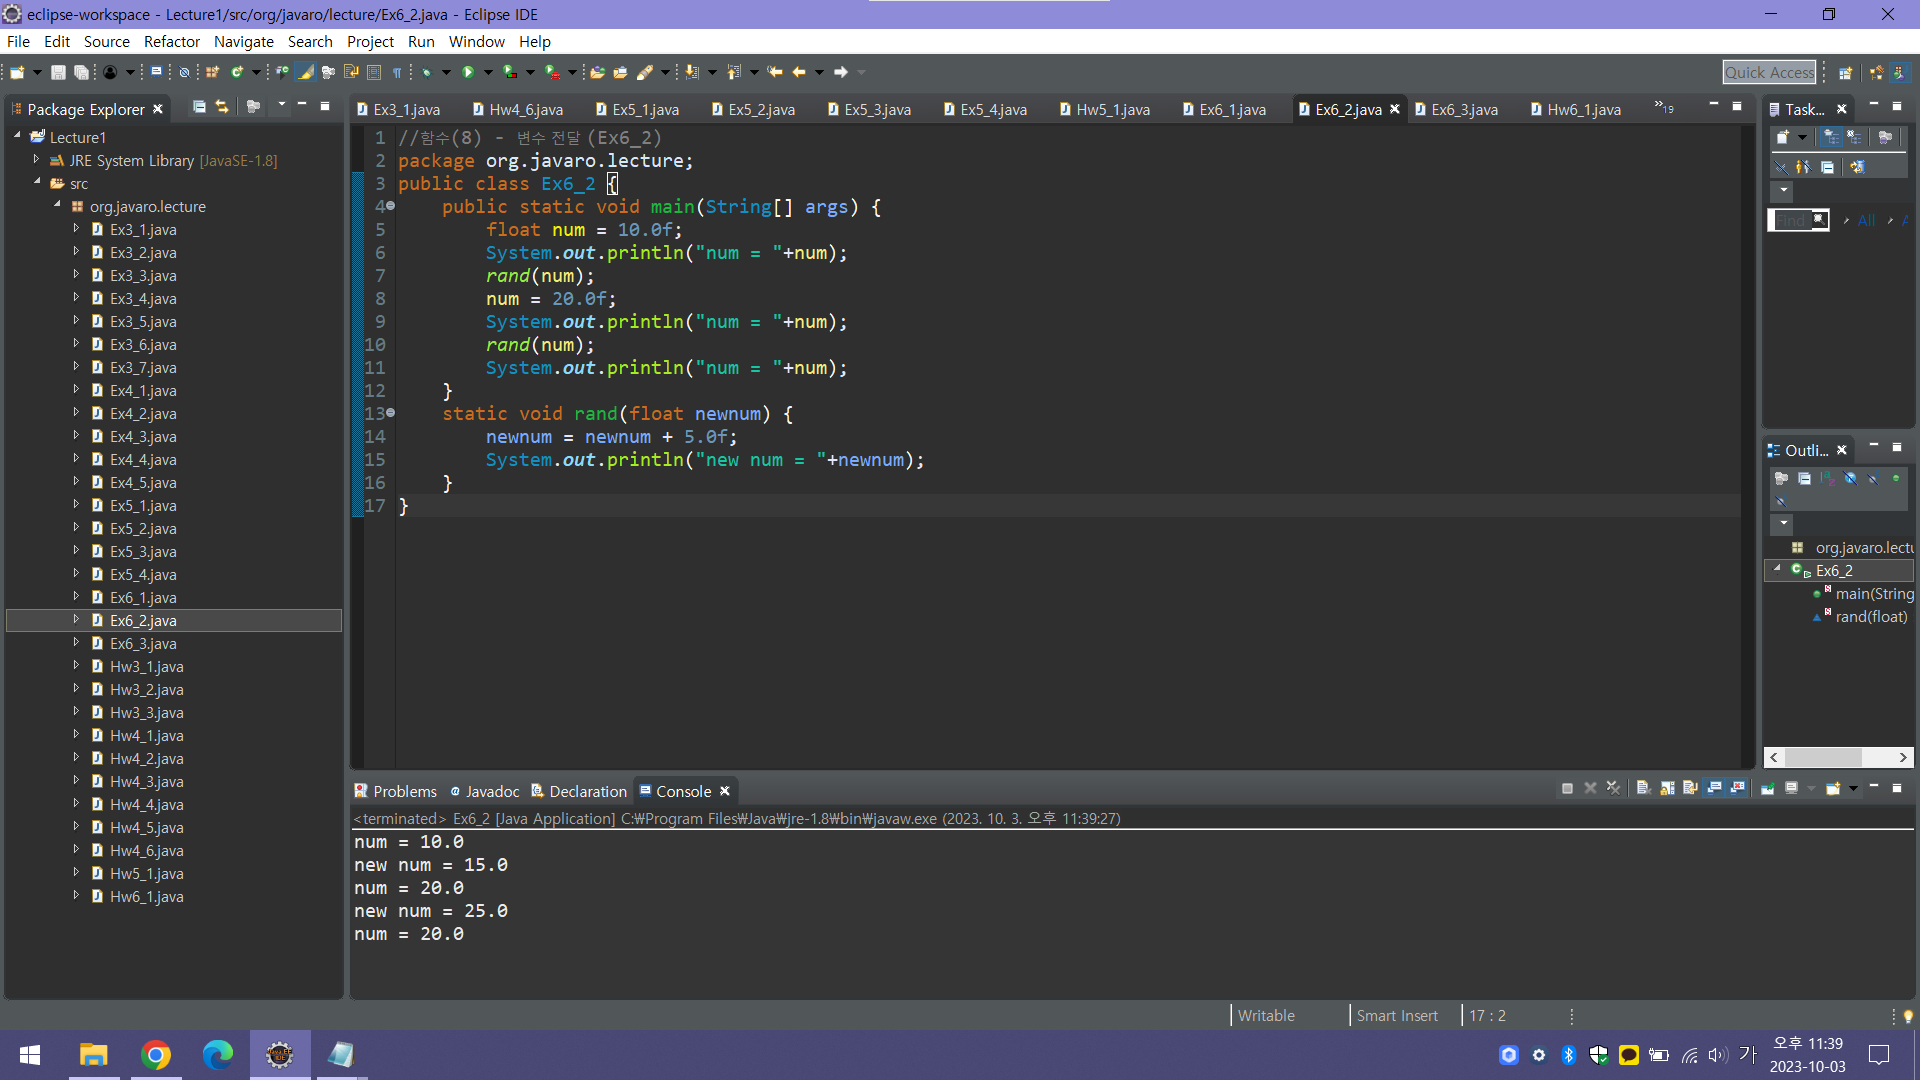 eclipse-workspace - Lecture1/src/org/javaro/lecture/Ex6_2.java - Eclipse IDE
File Edit Source Refactor Navigate Search Project Run Window Help
Quick Access
Package Explorer
Lecture1
JRE System Library [JavaSE-1.8]
src
org.javaro.lecture
Ex3_1.java
Ex3_2.java
Ex3_3.java
Ex3_4.java
Ex3_5.java
Ex3_6.java
Ex3_7.java
Ex4_1.java
Ex4_2.java
Ex4_3.java
Ex4_4.java
Ex4_5.java
Ex5_1.java
Ex5_2.java
Ex5_3.java
Ex5_4.java
Ex6_1.java
Ex6_2.java
Ex6_3.java
Hw3_1.java
Hw3_2.java
Hw3_3.java
Hw4_1.java
Hw4_2.java
Hw4_3.java
Hw4_4.java
Hw4_5.java
Hw4_6.java
Hw5_1.java
Hw6_1.java
Ex3_1.java Hw4_6.java Ex5_1.java Ex5_2.java Ex5_3.java Ex5_4.java Hw5_1.java Ex6_1.java Ex6_2.java Ex6_3.java Hw6_1.java »19
1 //함수(8) - 변수 전달 (Ex6_2)
2 package org.javaro.lecture;
3 public class Ex6_2 {
4 public static void main(String[] args) {
5 float num = 10.0f;
6 System.out.println("num = "+num);
7 rand(num);
8 num = 20.0f;
9 System.out.println("num = "+num);
10 rand(num);
11 System.out.println("num = "+num);
12 }
13 static void rand(float newnum) {
14 newnum = newnum + 5.0f;
15 System.out.println("new num = "+newnum);
16 }
17 }
Task...
Find All
Outli...
org.javaro.lectu
Ex6_2
main(String
rand(float)
Problems Javadoc Declaration Console
<terminated> Ex6_2 [Java Application] C:₩Program Files₩Java₩jre-1.8₩bin₩javaw.exe (2023. 10. 3. 오후 11:39:27)
num = 10.0
new num = 15.0
num = 20.0
new num = 25.0
num = 20.0
Writable Smart Insert 17 : 2
가
오후 11:39
2023-10-03